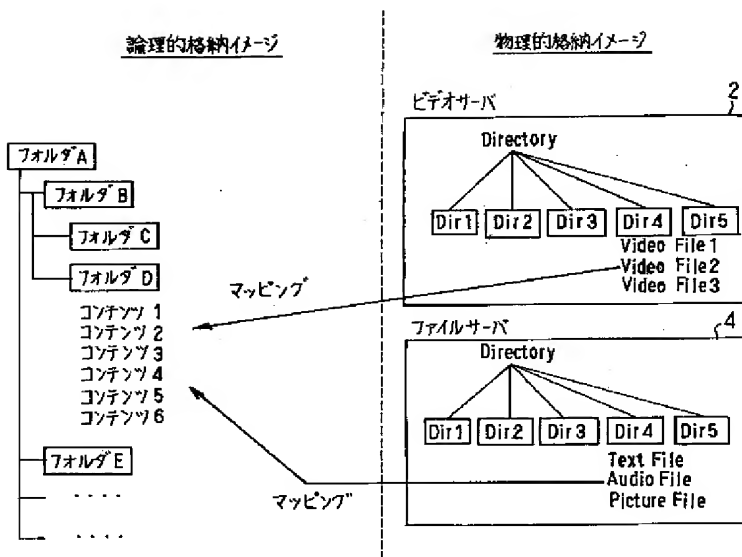 論理的格納イメージ
フォルダA
フォルダB
フォルダC
フォルダD
コンテンツ 1
コンテンツ 2
コンテンツ 3
コンテンツ 4
コンテンツ 5
コンテンツ 6
フォルダE
‥‥
‥‥
マッピング
マッピング
物理的格納イメージ
ビデオサーバ
2
Directory
Dir1 Dir2 Dir3 Dir4 Dir5
Video File 1
Video File2
Video File 3
ファイルサーバ
4
Directory
Dir1 Dir2 Dir3 Dir4 Dir5
Text File
Audio File
Picture File